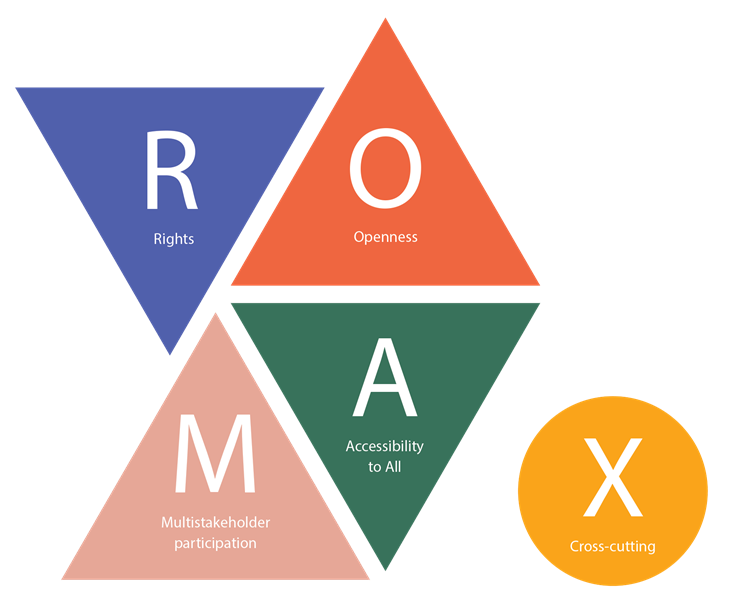 R
Rights
O
Openness
A
Accessibility
to All
M
Multistakeholder
participation
X
Cross-cutting